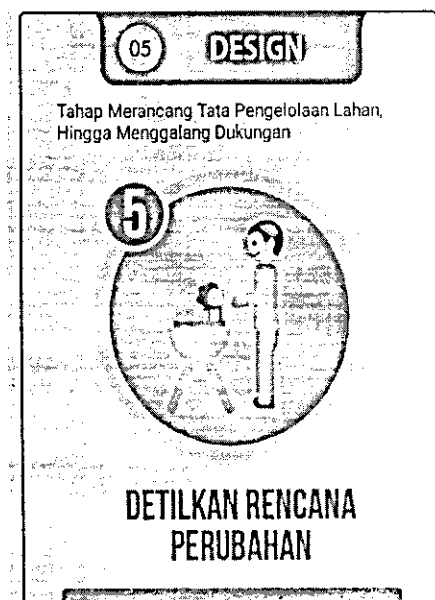 05 DESIGN
Tahap Merancang Tata Pengelolaan Lahan,
Hingga Menggalang Dukungan
5
DETILKAN RENCANA
PERUBAHAN